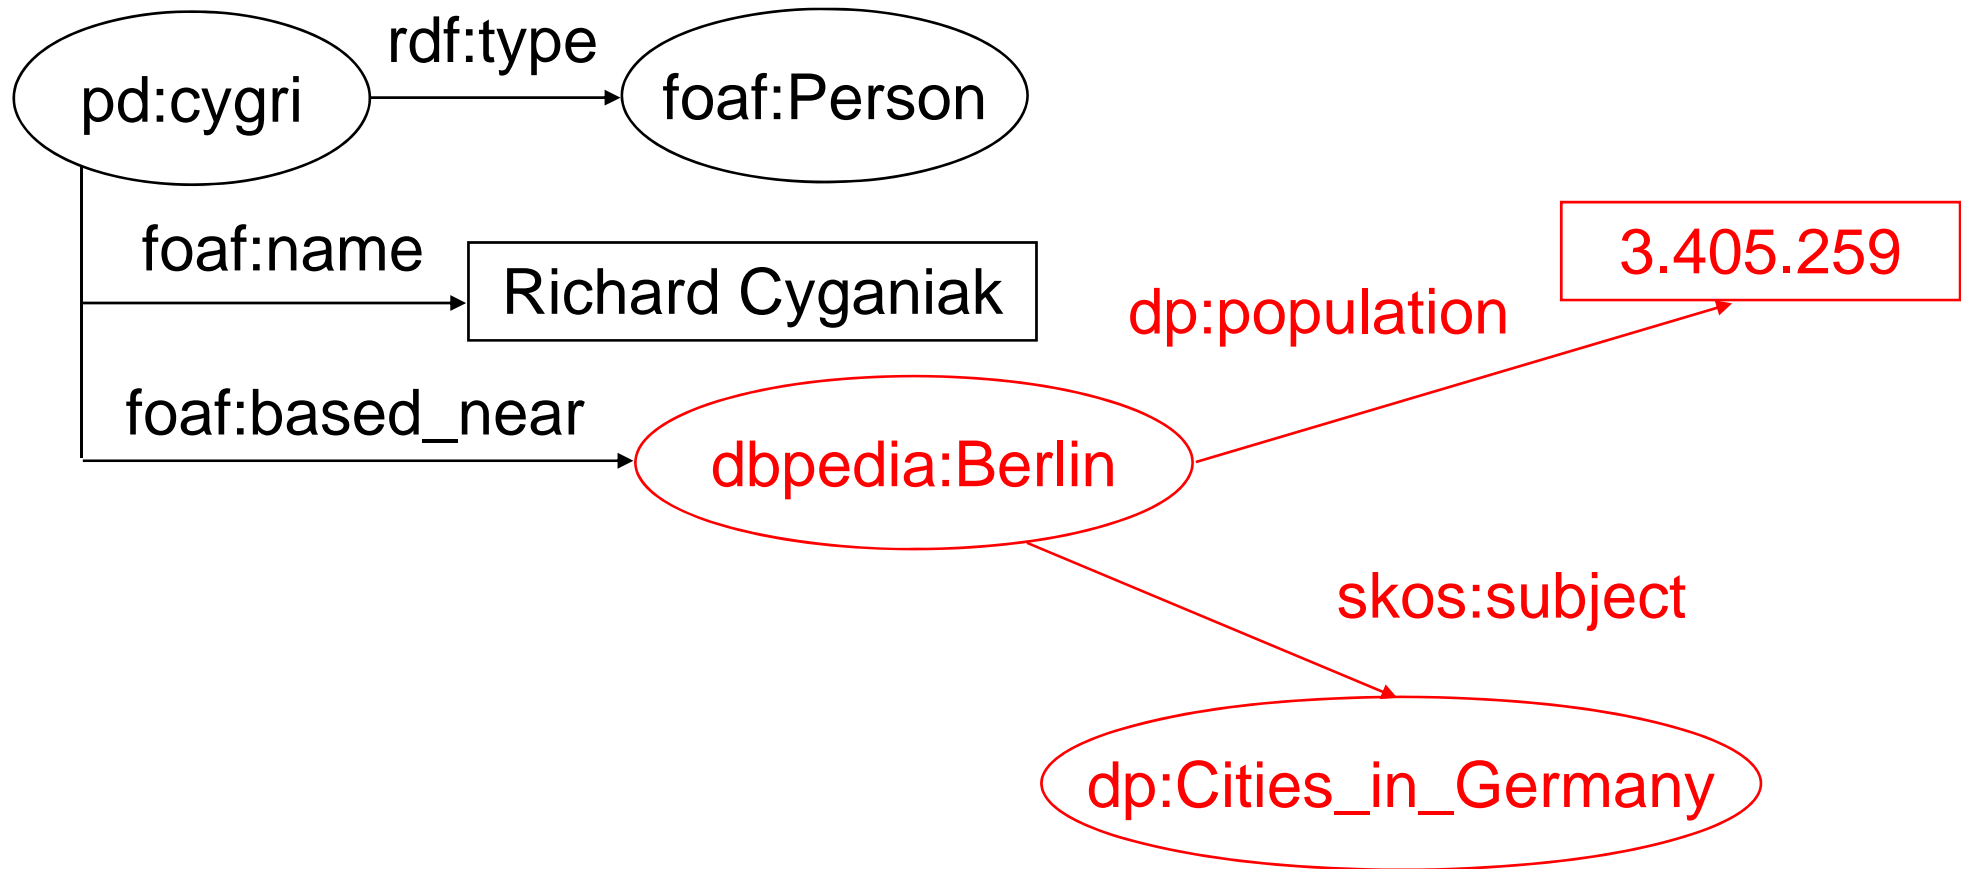 rdf:type
pd:cygri
foaf:Person
foaf:name
Richard Cyganiak
3.405.259
dp:population
foaf:based_near
dbpedia:Berlin
skos:subject
dp:Cities_in_Germany